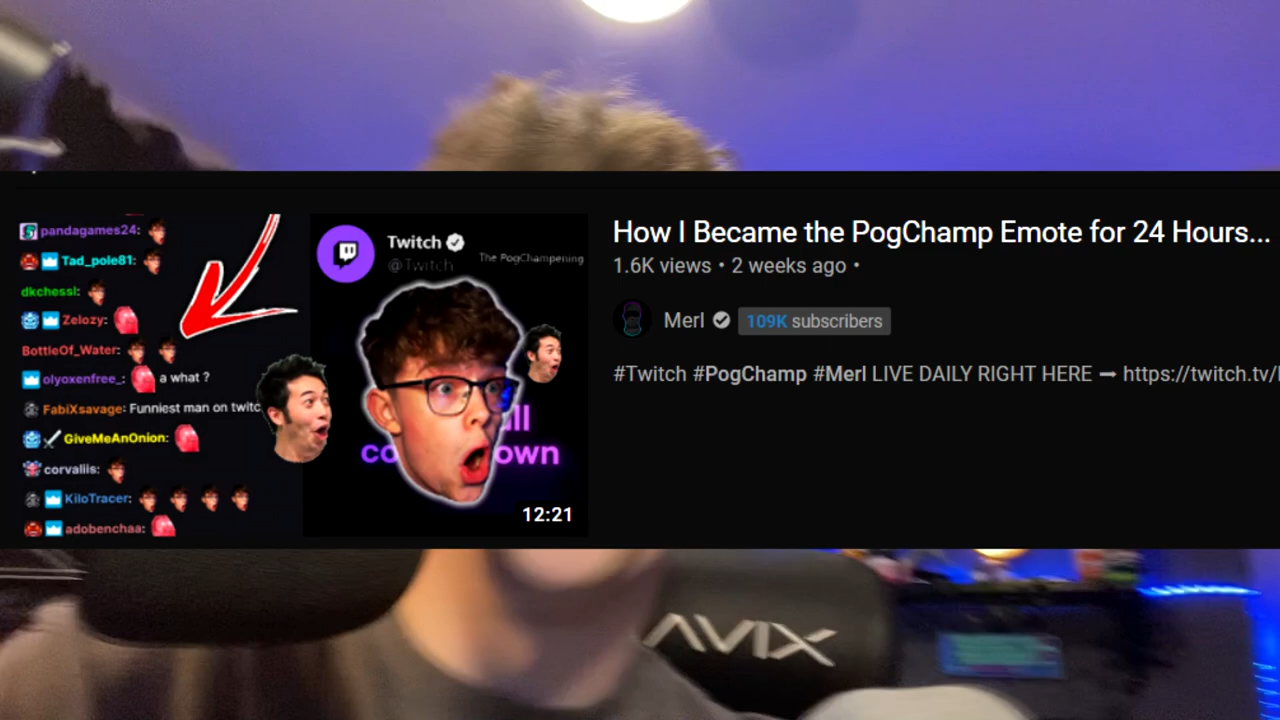 pandagames24:
Tad_pole81:
dkchessl:
Zelozy:
BottleOf_Water:
olyoxenfree_: a what ?
FabiXsavage: Funniest man on twitc
GiveMeAnOnion:
corvaliis:
KiloTracer:
adobenchaa:
Twitch
@Twitch
The PogChampening
12:21
How I Became the PogChamp Emote for 24 Hours...
1.6K views • 2 weeks ago •
Merl
109K subscribers
#Twitch #PogChamp #Merl LIVE DAILY RIGHT HERE ➡ https://twitch.tv/
AVIX